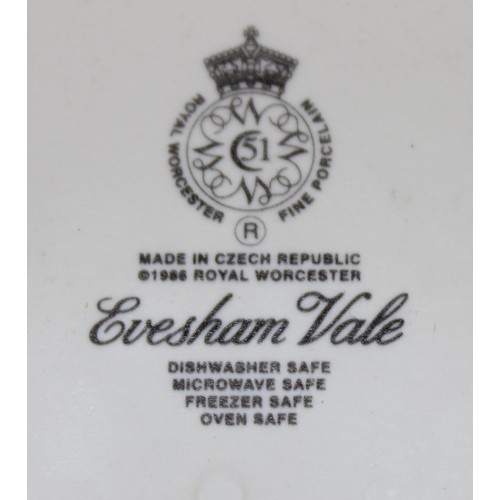 ROYAL WORCESTER
FINE PORCELAIN
51
R
MADE IN CZECH REPUBLIC
©1986 ROYAL WORCESTER
Evesham Vale
DISHWASHER SAFE
MICROWAVE SAFE
FREEZER SAFE
OVEN SAFE